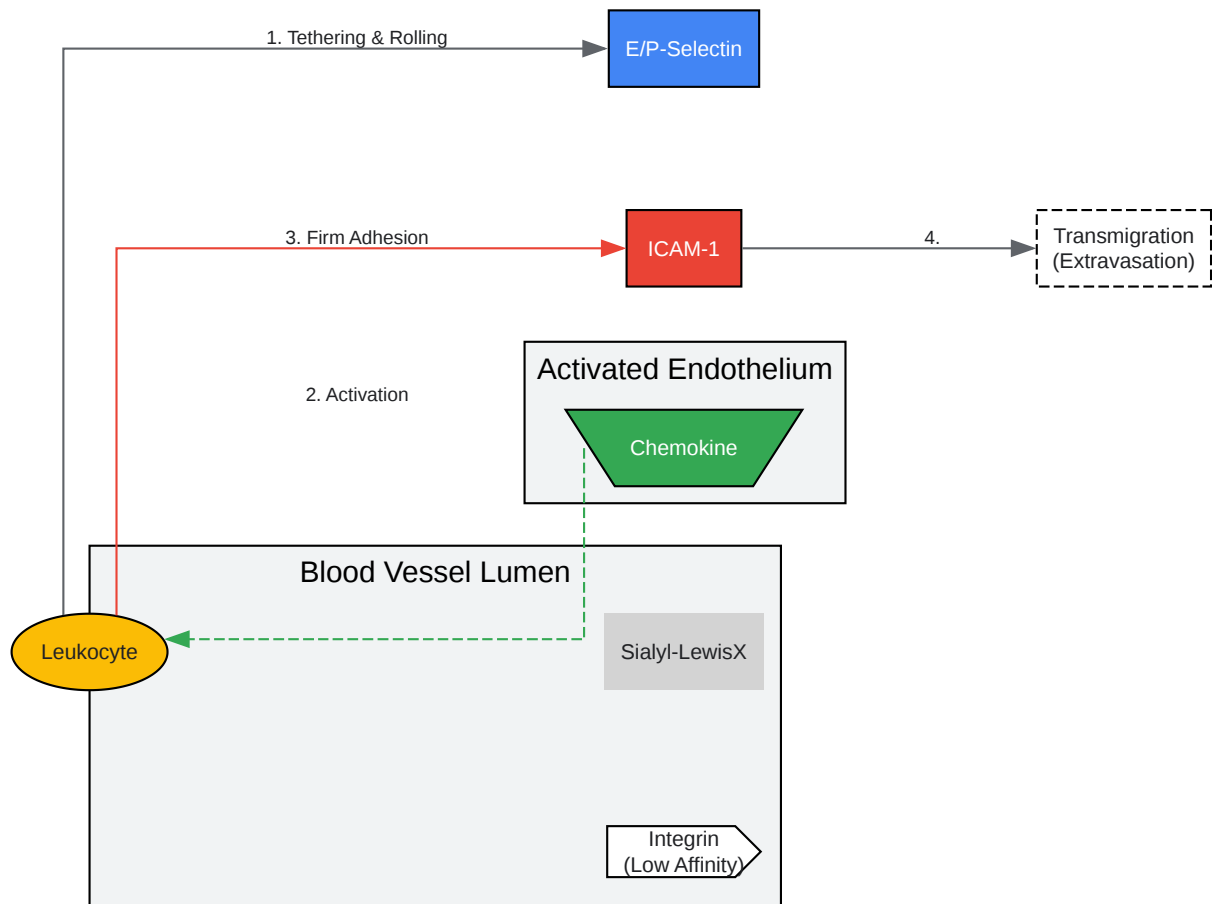 1. Tethering & Rolling
E/P-Selectin
3. Firm Adhesion
ICAM-1
4.
Transmigration
(Extravasation)
Activated Endothelium
2. Activation
Chemokine
Blood Vessel Lumen
Leukocyte
Sialyl-LewisX
Integrin
(Low Affinity)